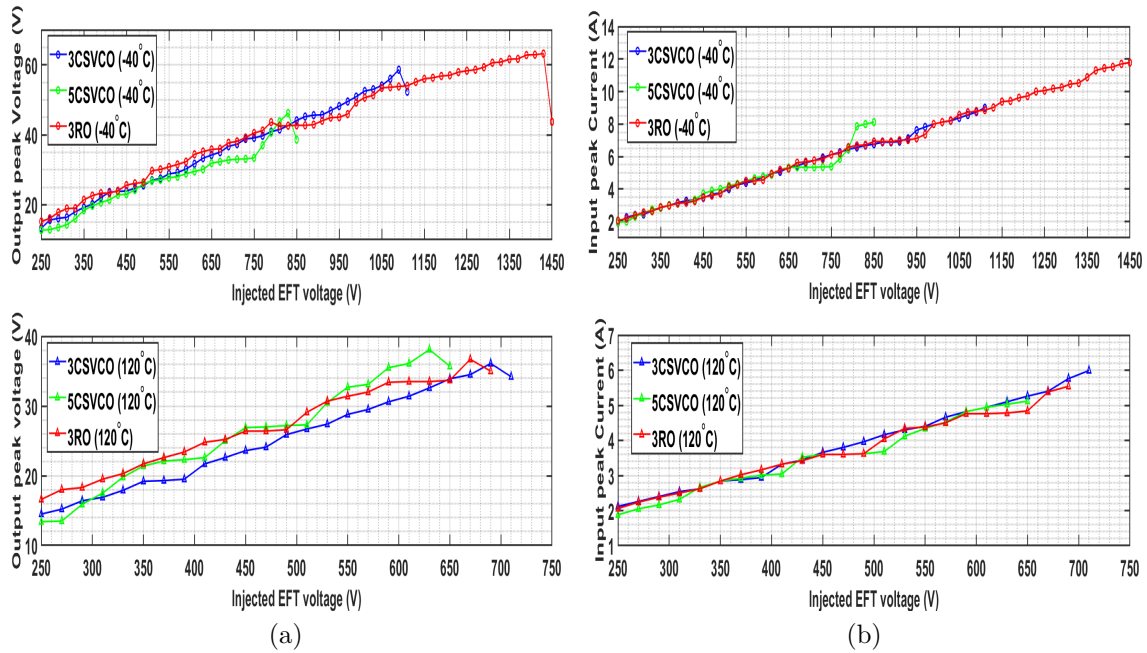 Output peak Voltage (V)
3CSVCO (-40°C)
5CSVCO (-40°C)
3RO (-40°C)
60
40
20
250 350 450 550 650 750 850 950 1050 1150 1250 1350 1450
Injected EFT voltage (V)
Input peak Current (A)
3CSVCO (-40°C)
5CSVCO (-40°C)
3RO (-40°C)
14
12
10
8
6
4
2
250 350 450 550 650 750 850 950 1050 1150 1250 1350 1450
Injected EFT voltage (V)
Output peak voltage (V)
3CSVCO (120°C)
5CSVCO (120°C)
3RO (120°C)
40
30
20
10
250 300 350 400 450 500 550 600 650 700 750
Injected EFT voltage (V)
(a)
Input peak Current (A)
3CSVCO (120°C)
5CSVCO (120°C)
3RO (120°C)
7
6
5
4
3
2
1
250 300 350 400 450 500 550 600 650 700 750
Injected EFT voltage (V)
(b)